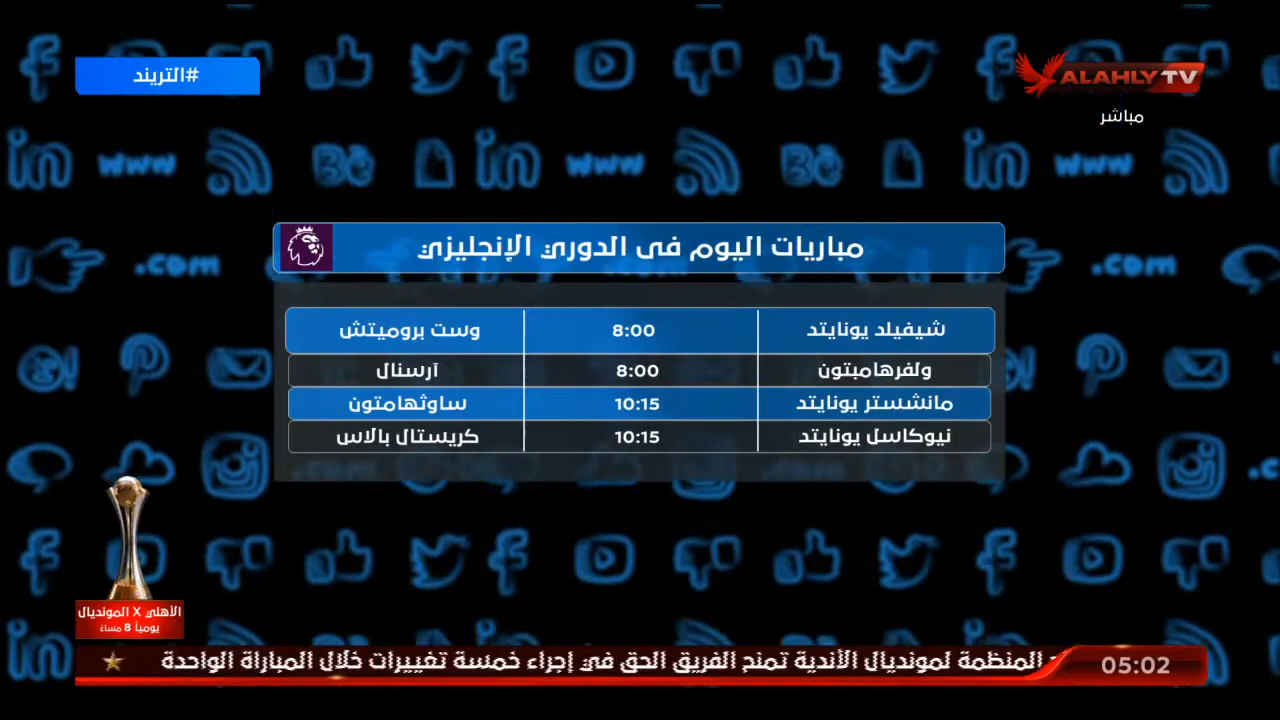 #التريند
ALAHLY TV
مباشر
مباريات اليوم فى الدوري الإنجليزي
شيفيلد يونايتد 8:00 وست بروميتش
ولفرهامبتون 8:00 آرسنال
مانشستر يونايتد 10:15 ساوثهامتون
نيوكاسل يونايتد 10:15 كريستال بالاس
الأهلي X المونديال
يومياً 8 مساءً
05:02
المنظمة لمونديال الأندية تمنح الفريق الحق في إجراء خمسة تغييرات خلال المباراة الواحدة